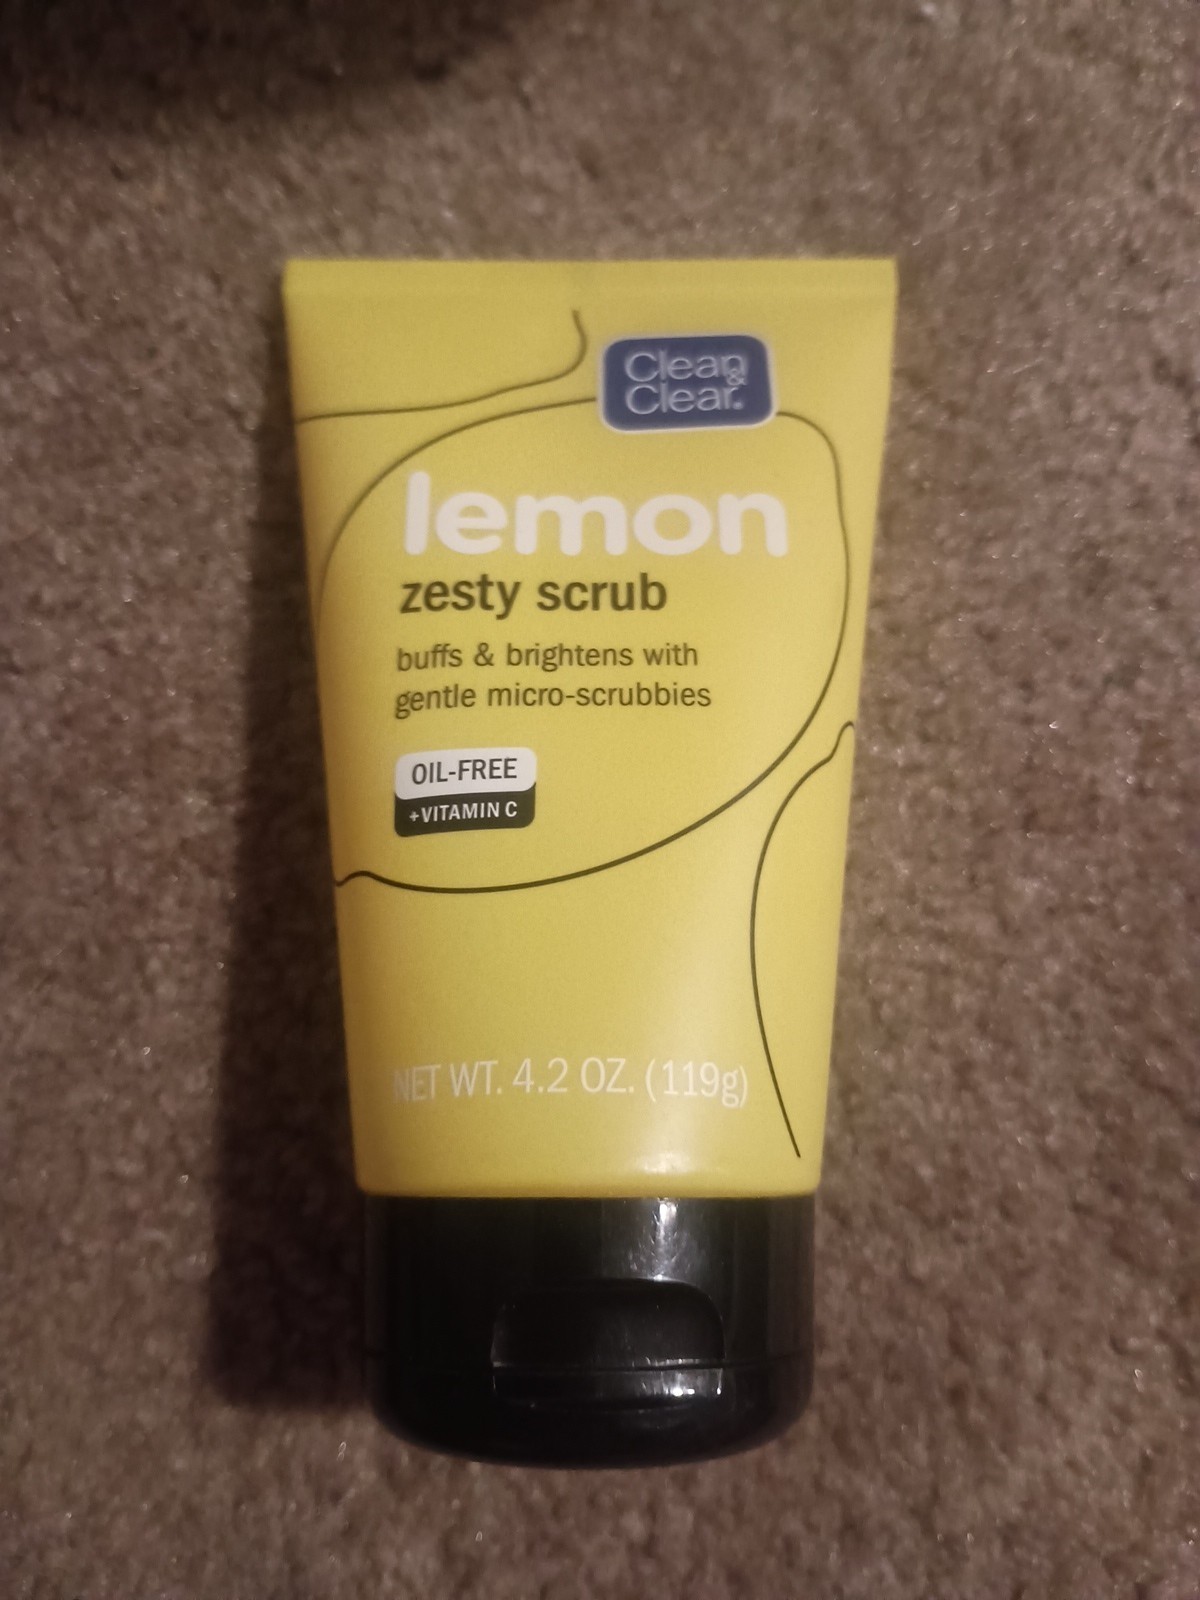 Clean
&
Clear.
lemon
zesty scrub
buffs & brightens with
gentle micro-scrubbies
OIL-FREE
+VITAMIN C
NET WT. 4.2 OZ. (119g)